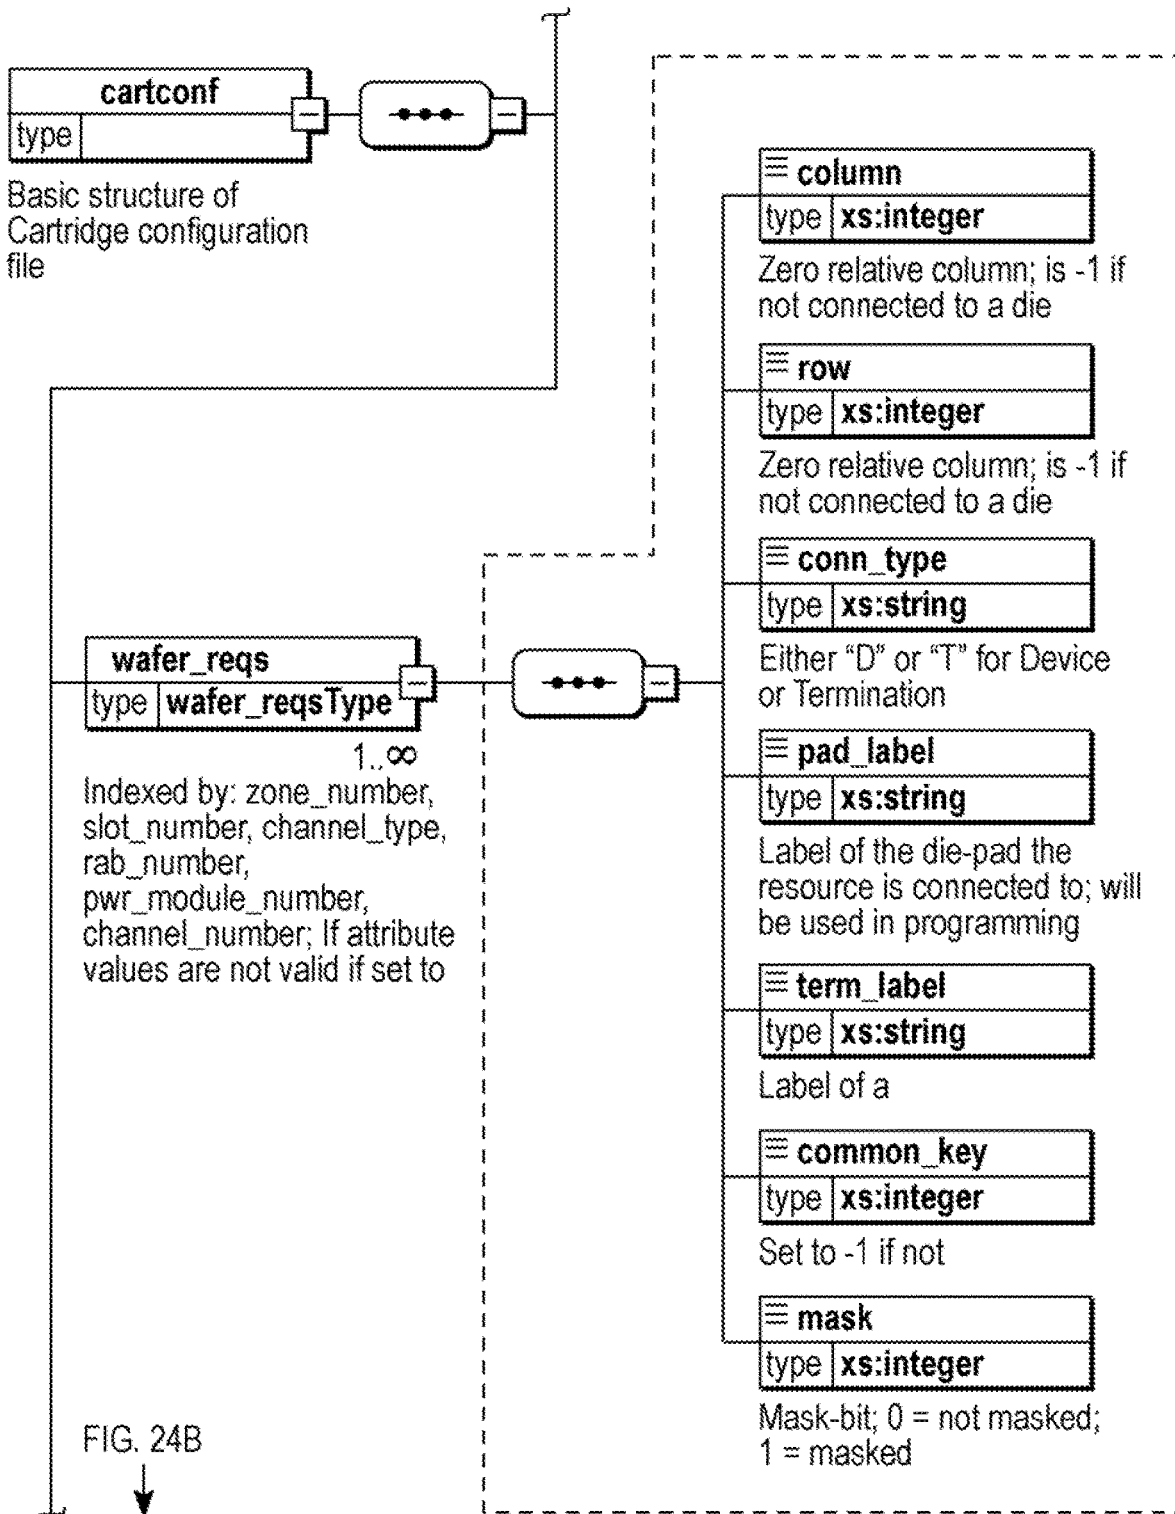 cartconf
type
Basic structure of
Cartridge configuration
file
column
type xs:integer
Zero relative column; is -1 if
not connected to a die
row
type xs:integer
Zero relative column; is -1 if
not connected to a die
conn_type
type xs:string
Either “D” or “T” for Device
or Termination
wafer_reqs
type wafer_reqsType
1..∞
Indexed by: zone_number,
slot_number, channel_type,
rab_number,
pwr_module_number,
channel_number; If attribute
values are not valid if set to
pad_label
type xs:string
Label of the die-pad the
resource is connected to; will
be used in programming
term_label
type xs:string
Label of a
common_key
type xs:integer
Set to -1 if not
mask
type xs:integer
Mask-bit; 0 = not masked;
1 = masked
FIG. 24B